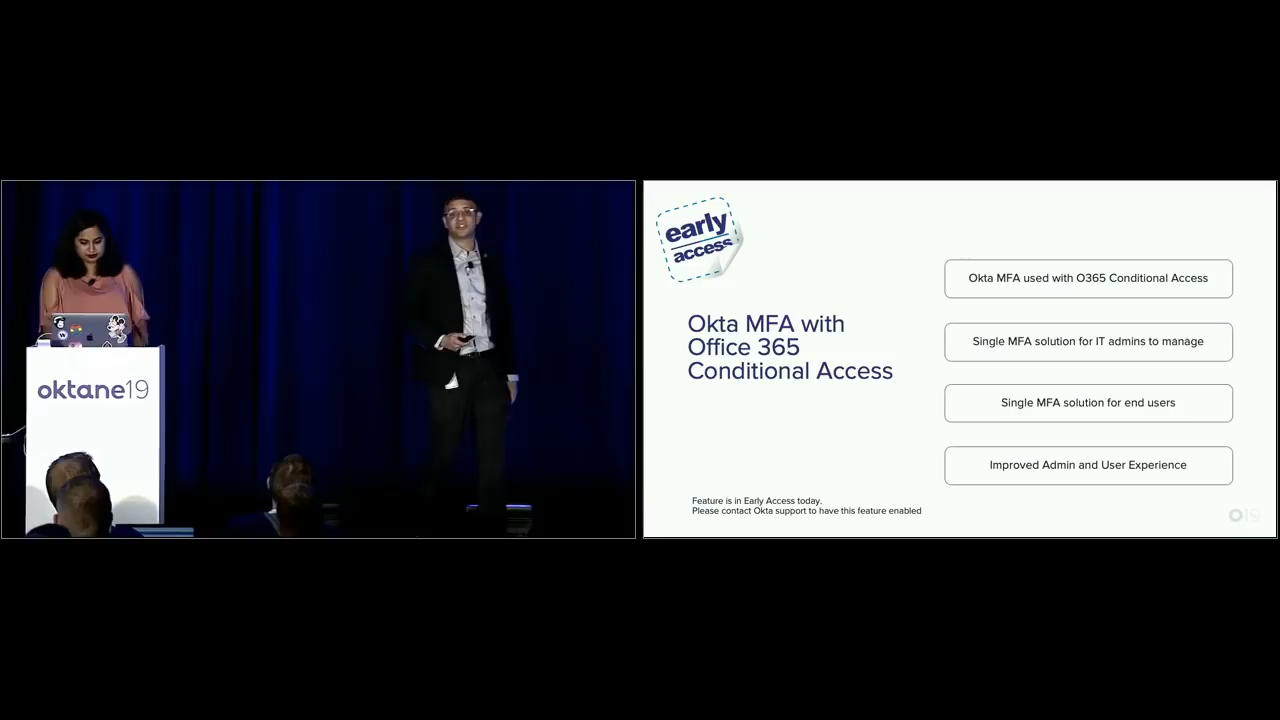 oktane19
early
access
Okta MFA with
Office 365
Conditional Access
Okta MFA used with O365 Conditional Access
Single MFA solution for IT admins to manage
Single MFA solution for end users
Improved Admin and User Experience
Feature is in Early Access today.
Please contact Okta support to have this feature enabled
O19